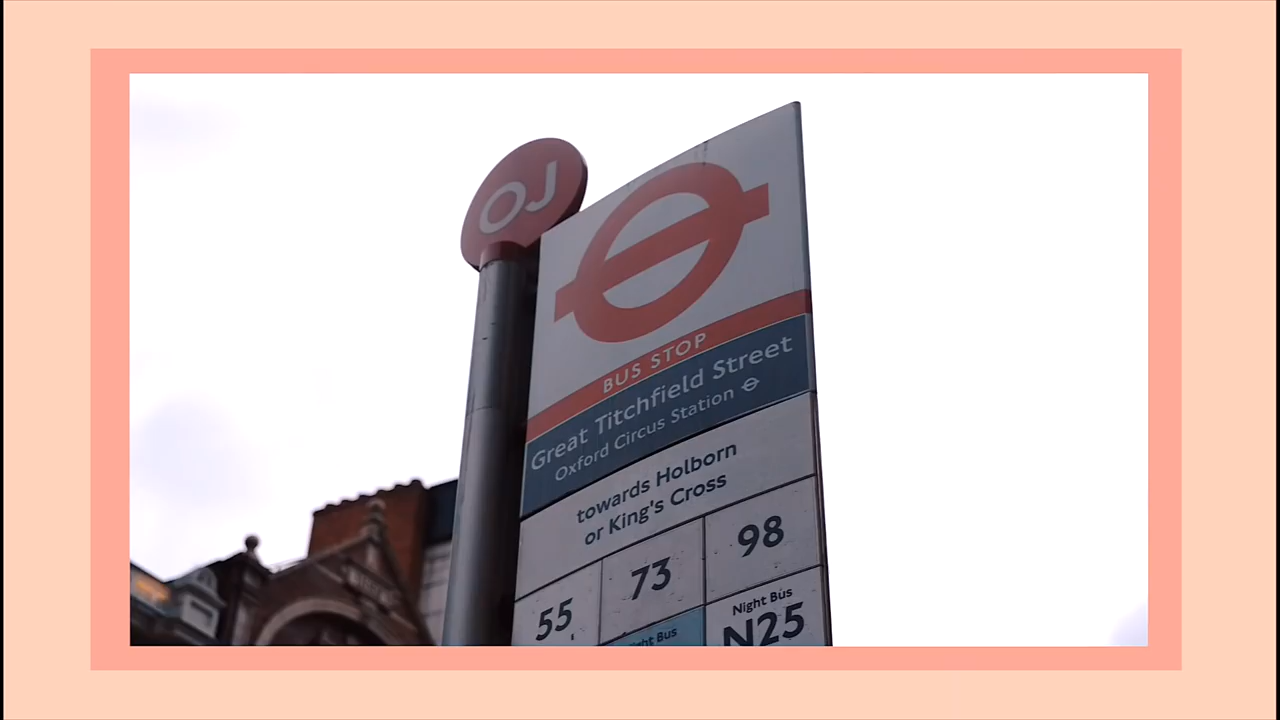 OJ
BUS STOP
Great Titchfield Street
Oxford Circus Station
towards Holborn
or King's Cross
55
73
98
Bus
Night Bus
N25